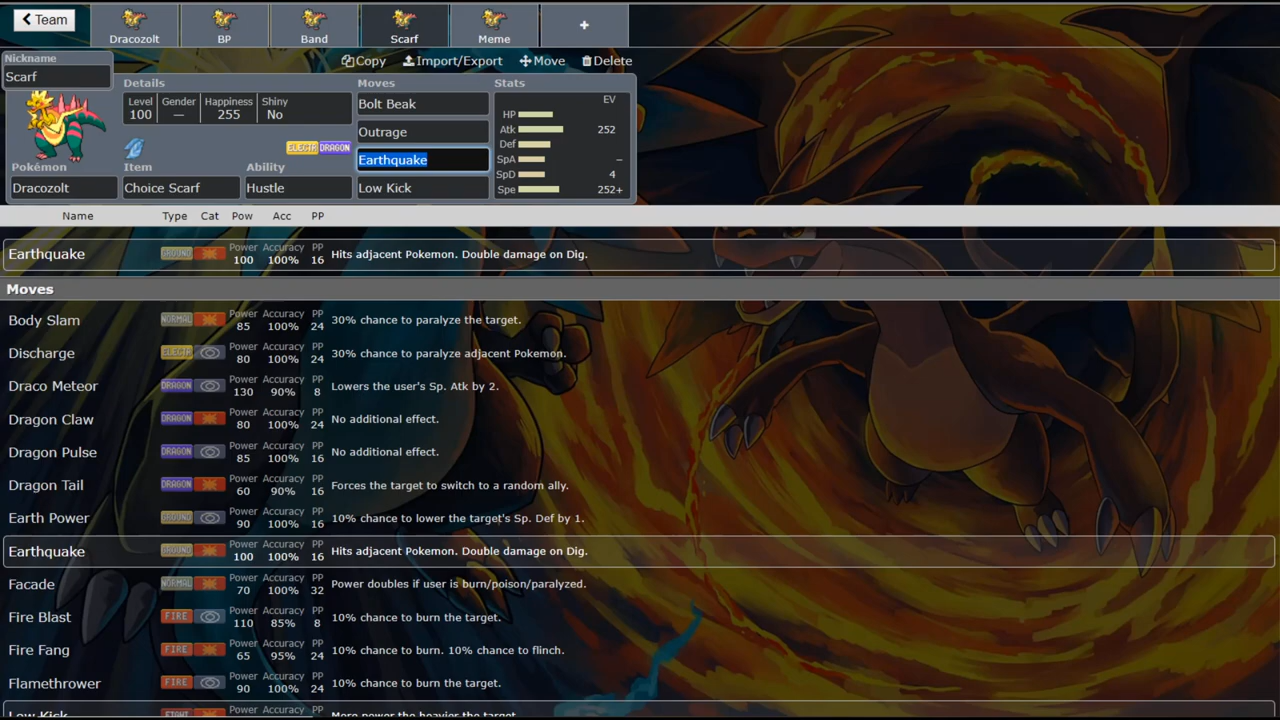 < Team
Dracozolt
BP
Band
Scarf
Meme
+
Copy Import/Export Move Delete
Nickname
Scarf
Details
Level Gender Happiness Shiny
100 — 255 No
ELECTR DRAGON
Pokémon
Dracozolt
Item
Choice Scarf
Ability
Hustle
Moves
Bolt Beak
Outrage
Earthquake
Low Kick
Stats
EV
HP
Atk 252
Def
SpA –
SpD 4
Spe 252+
Name Type Cat Pow Acc PP
Earthquake GROUND Power 100 Accuracy 100% PP 16 Hits adjacent Pokemon. Double damage on Dig.
Moves
Body Slam NORMAL Power 85 Accuracy 100% PP 24 30% chance to paralyze the target.
Discharge ELECTR Power 80 Accuracy 100% PP 24 30% chance to paralyze adjacent Pokemon.
Draco Meteor DRAGON Power 130 Accuracy 90% PP 8 Lowers the user's Sp. Atk by 2.
Dragon Claw DRAGON Power 80 Accuracy 100% PP 24 No additional effect.
Dragon Pulse DRAGON Power 85 Accuracy 100% PP 16 No additional effect.
Dragon Tail DRAGON Power 60 Accuracy 90% PP 16 Forces the target to switch to a random ally.
Earth Power GROUND Power 90 Accuracy 100% PP 16 10% chance to lower the target's Sp. Def by 1.
Earthquake GROUND Power 100 Accuracy 100% PP 16 Hits adjacent Pokemon. Double damage on Dig.
Facade NORMAL Power 70 Accuracy 100% PP 32 Power doubles if user is burn/poison/paralyzed.
Fire Blast FIRE Power 110 Accuracy 85% PP 8 10% chance to burn the target.
Fire Fang FIRE Power 65 Accuracy 95% PP 24 10% chance to burn. 10% chance to flinch.
Flamethrower FIRE Power 90 Accuracy 100% PP 24 10% chance to burn the target.
Low Kick FIGHT Power Accuracy PP More power the heavier the target.